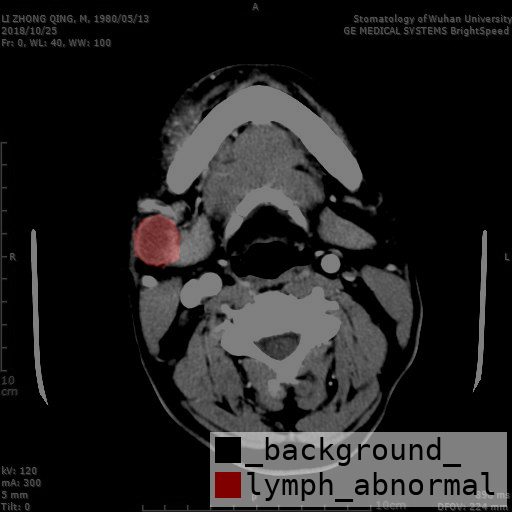 A
LI ZHONG QING, M, 1980/05/13
2018/10/25
Fr: 0, WL: 40, WW: 100
Stomatology of Wuhan University
GE MEDICAL SYSTEMS BrightSpeed
R
L
10
cm
kV: 120
mA: 300
5 mm
Tilt: 0
_background_
lymph_abnormal
10cm
DFOV: 224 mm